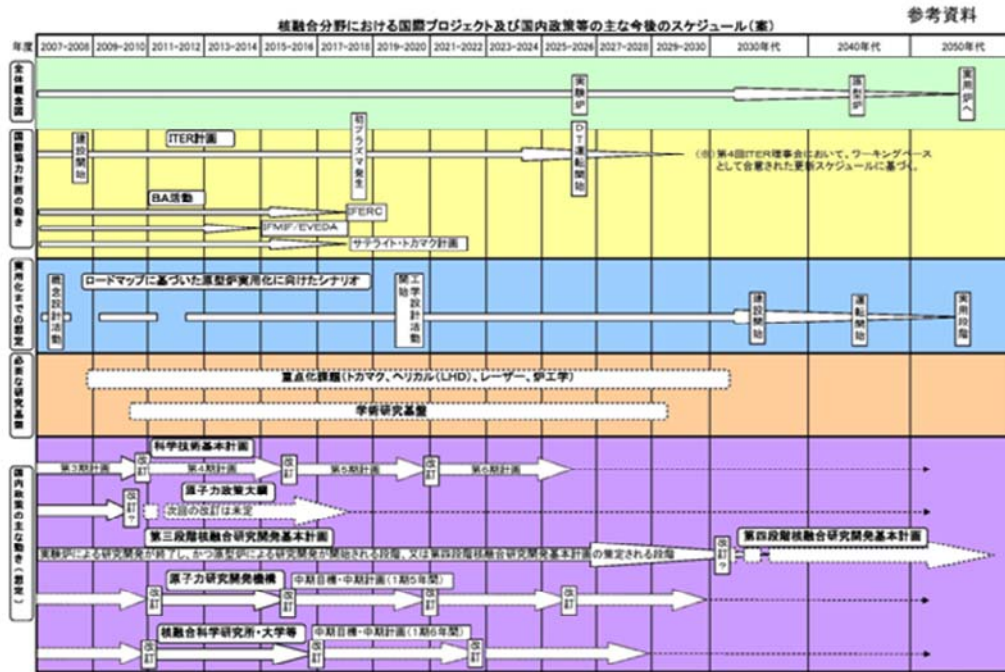 参考資料
核融合分野における国際プロジェクト及び国内政策等の主な今後のスケジュール(案)
年度 2007-2008 2009-2010 2011-2012 2013-2014 2015-2016 2017-2018 2019-2020 2021-2022 2023-2024 2025-2026 2027-2028 2029-2030 2030年代 2040年代 2050年代
全体概念図
実験炉
原型炉
実用炉へ
国際協力計画の動き
建設開始
ITER計画
初プラズマ発生
DT運転開始
(※)第4回ITER理事会において、ワーキングベース
として合意された更新スケジュールに基づく。
BA活動
IFERC
IFMIF/EVEDA
サテライト・トカマク計画
実用化までの想定
概念設計活動
ロードマップに基づいた原型炉実用化に向けたシナリオ
工学設計活動開始
建設開始
運転開始
実用段階
必要な研究基盤
重点化課題(トカマク、ヘリカル(LHD)、レーザー、炉工学)
学術研究基盤
国内政策の主な動き(想定)
科学技術基本計画
第3期計画 改訂 第4期計画 改訂 第5期計画 改訂 第6期計画
原子力政策大綱
改訂? 次回の改訂は未定
第三段階核融合研究開発基本計画
実験炉による研究開発が終了し、かつ原型炉による研究開発が開始される段階、又は第四段階核融合研究開発基本計画の策定される段階
改訂?
第四段階核融合研究開発基本計画
原子力研究開発機構
中期目標・中期計画(1期5年間)
改訂 改訂 改訂 改訂
核融合科学研究所・大学等
中期目標・中期計画(1期6年間)
改訂 改訂 改訂